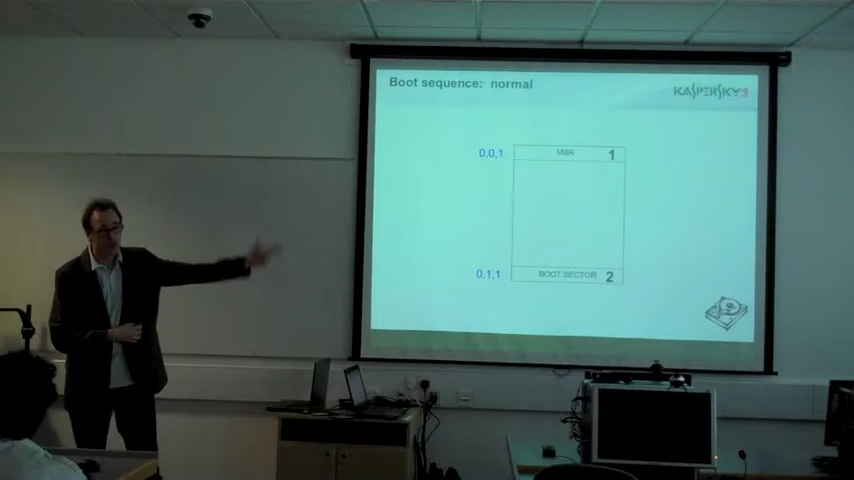 Boot sequence: normal
KASPERSKY
0,0,1 MBR 1
0,1,1 BOOT SECTOR 2